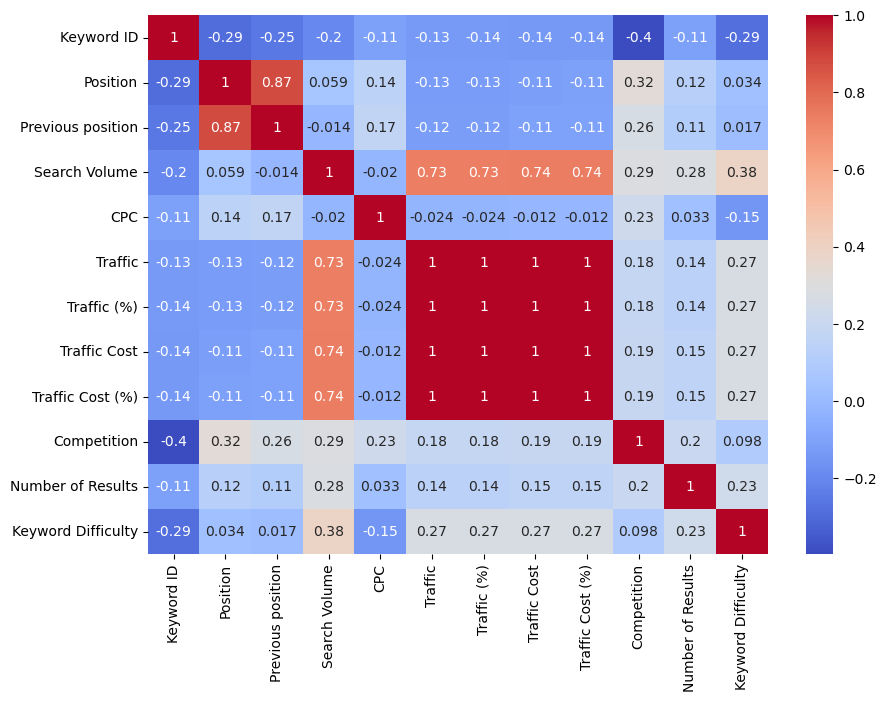 Keyword ID 1 -0.29 -0.25 -0.2 -0.11 -0.13 -0.14 -0.14 -0.14 -0.4 -0.11 -0.29
Position -0.29 1 0.87 0.059 0.14 -0.13 -0.13 -0.11 -0.11 0.32 0.12 0.034
Previous position -0.25 0.87 1 -0.014 0.17 -0.12 -0.12 -0.11 -0.11 0.26 0.11 0.017
Search Volume -0.2 0.059 -0.014 1 -0.02 0.73 0.73 0.74 0.74 0.29 0.28 0.38
CPC -0.11 0.14 0.17 -0.02 1 -0.024 -0.024 -0.012 -0.012 0.23 0.033 -0.15
Traffic -0.13 -0.13 -0.12 0.73 -0.024 1 1 1 1 0.18 0.14 0.27
Traffic (%) -0.14 -0.13 -0.12 0.73 -0.024 1 1 1 1 0.18 0.14 0.27
Traffic Cost -0.14 -0.11 -0.11 0.74 -0.012 1 1 1 1 0.19 0.15 0.27
Traffic Cost (%) -0.14 -0.11 -0.11 0.74 -0.012 1 1 1 1 0.19 0.15 0.27
Competition -0.4 0.32 0.26 0.29 0.23 0.18 0.18 0.19 0.19 1 0.2 0.098
Number of Results -0.11 0.12 0.11 0.28 0.033 0.14 0.14 0.15 0.15 0.2 1 0.23
Keyword Difficulty -0.29 0.034 0.017 0.38 -0.15 0.27 0.27 0.27 0.27 0.098 0.23 1
Keyword ID
Position
Previous position
Search Volume
CPC
Traffic
Traffic (%)
Traffic Cost
Traffic Cost (%)
Competition
Number of Results
Keyword Difficulty
1.0
0.8
0.6
0.4
0.2
0.0
−0.2